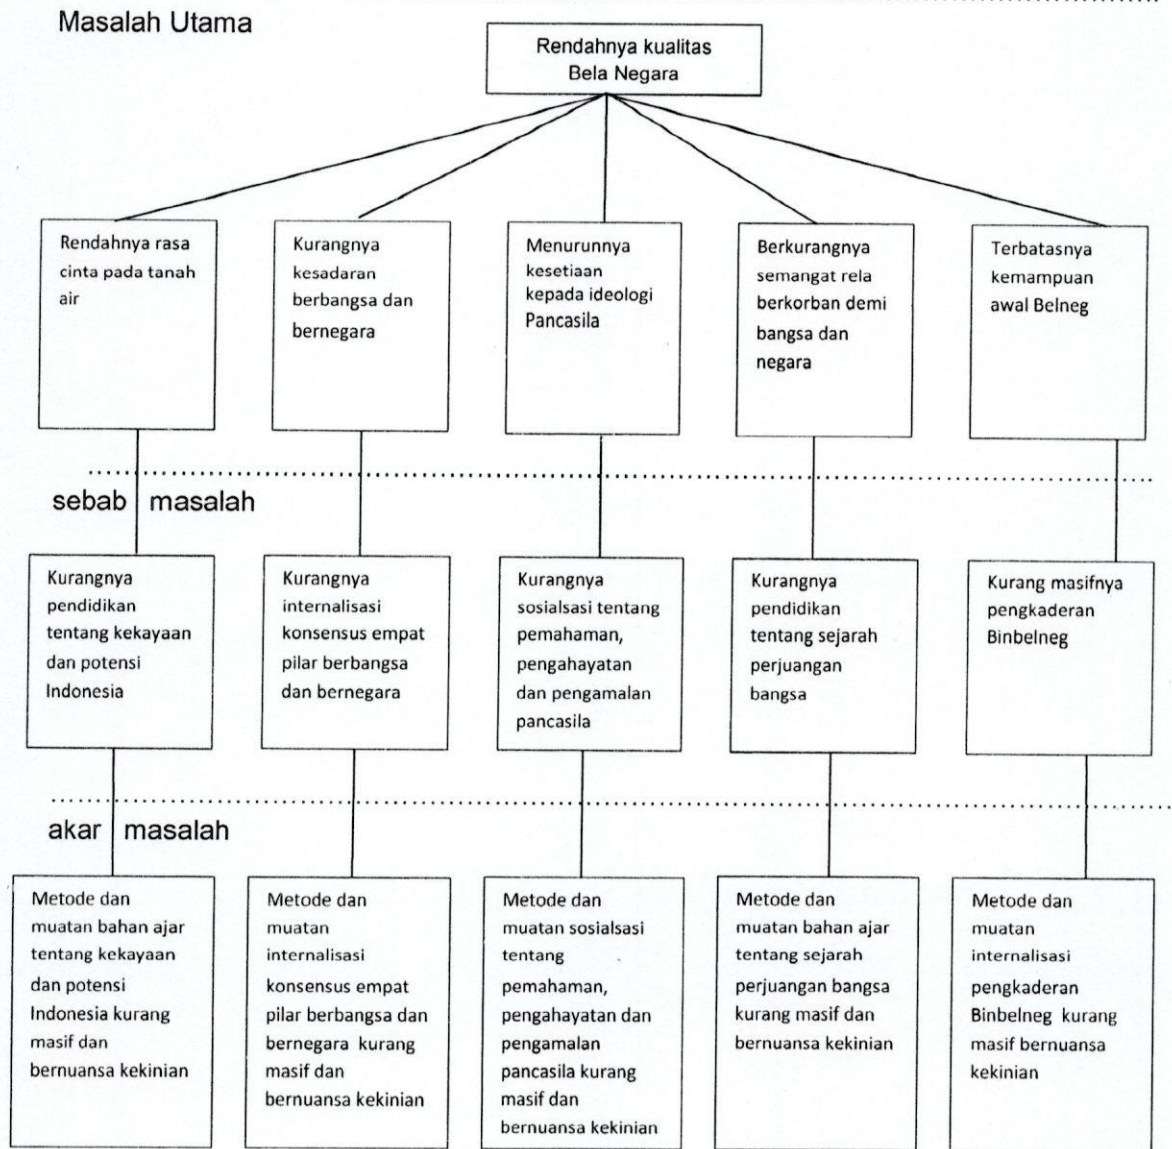 Masalah Utama
Rendahnya kualitas
Bela Negara
Rendahnya rasa
cinta pada tanah
air
Kurangnya
kesadaran
berbangsa dan
bernegara
Menurunnya
kesetiaan
kepada ideologi
Pancasila
Berkurangnya
semangat rela
berkorban demi
bangsa dan
negara
Terbatasnya
kemampuan
awal Belneg
sebab masalah
Kurangnya
pendidikan
tentang kekayaan
dan potensi
Indonesia
Kurangnya
internalisasi
konsensus empat
pilar berbangsa
dan bernegara
Kurangnya
sosialsasi tentang
pemahaman,
pengahayatan
dan pengamalan
pancasila
Kurangnya
pendidikan
tentang sejarah
perjuangan
bangsa
Kurang masifnya
pengkaderan
Binbelneg
akar masalah
Metode dan
muatan bahan ajar
tentang kekayaan
dan potensi
Indonesia kurang
masif dan
bernuansa kekinian
Metode dan
muatan
internalisasi
konsensus empat
pilar berbangsa dan
bernegara kurang
masif dan
bernuansa kekinian
Metode dan
muatan sosialsasi
tentang
pemahaman,
pengahayatan dan
pengamalan
pancasila kurang
masif dan
bernuansa kekinian
Metode dan
muatan bahan ajar
tentang sejarah
perjuangan bangsa
kurang masif dan
bernuansa kekinian
Metode dan
muatan
internalisasi
pengkaderan
Binbelneg kurang
masif bernuansa
kekinian